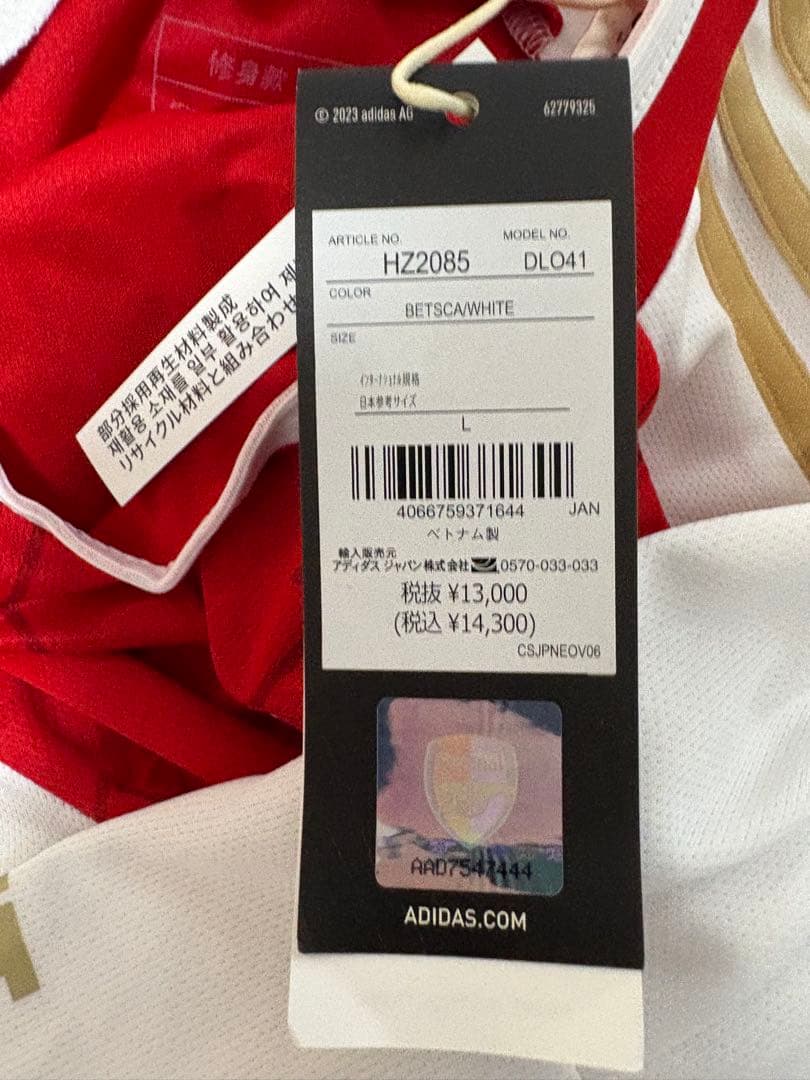 修身款
© 2023 adidas AG
62779325
ARTICLE NO.
MODEL NO.
HZ2085
DLO41
COLOR
BETSCA/WHITE
SIZE
インターナショナル規格
日本参考サイズ
L
4066759371644
JAN
ベトナム製
輸入販売元
アディダス ジャパン株式会社
0570-033-033
税抜 ¥13,000
(税込 ¥14,300)
CSJPNEOV06
AAD7547444
ADIDAS.COM
部分採用再生材料製成
재활용 소재를 일부 활용하여 제
リサイクル材料と組み合わせ